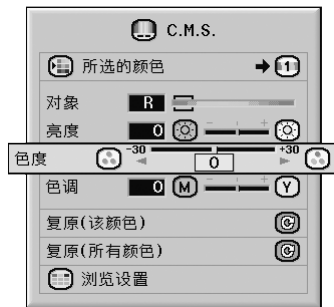 C.M.S.
所选的颜色 1
对象 R
亮度 0 - +
色度 -30 0 +30
色调 0 M Y
复原(该颜色)
复原(所有颜色)
浏览设置